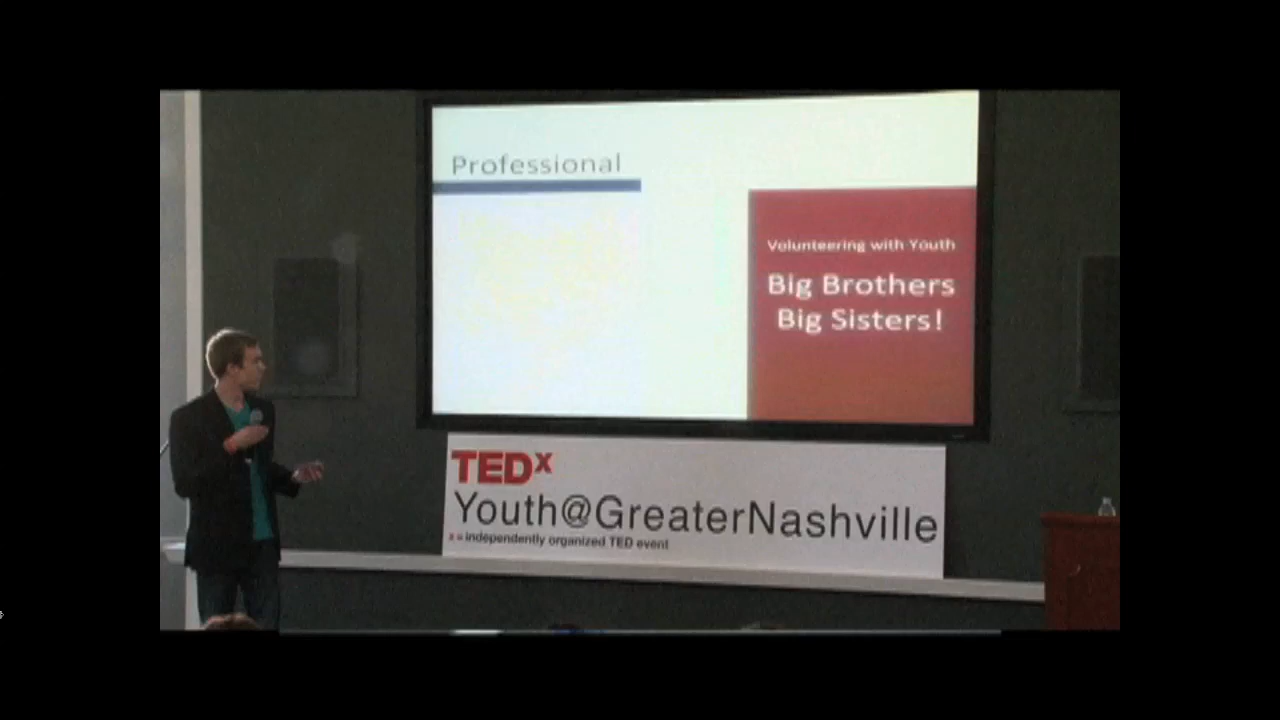 Professional
Volunteering with Youth
Big Brothers
Big Sisters!
TEDx
Youth@GreaterNashville
x = independently organized TED event